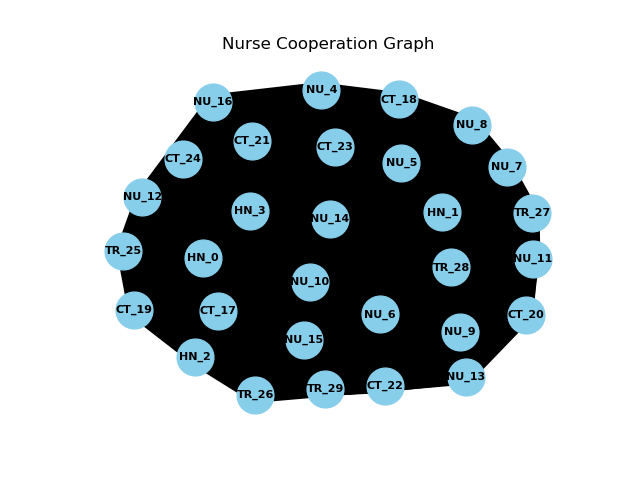 Nurse Cooperation Graph
NU_4
CT_18
NU_16
NU_8
CT_21
CT_23
CT_24
NU_5
NU_7
NU_12
HN_3
HN_1
TR_27
NU_14
TR_25
HN_0
NU_11
TR_28
NU_10
CT_19
CT_17
NU_6
CT_20
NU_9
NU_15
HN_2
NU_13
CT_22
TR_29
TR_26